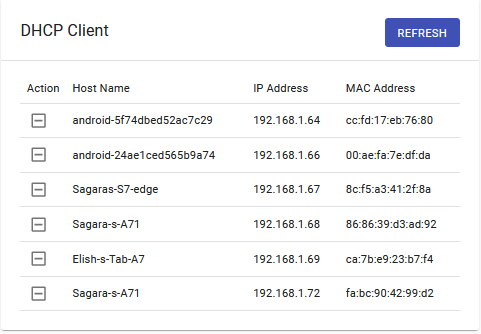 DHCP Client
REFRESH
Action Host Name IP Address MAC Address
android-5f74dbed52ac7c29 192.168.1.64 cc:fd:17:eb:76:80
android-24ae1ced565b9a74 192.168.1.66 00:ae:fa:7e:df:da
Sagaras-S7-edge 192.168.1.67 8c:f5:a3:41:2f:8a
Sagara-s-A71 192.168.1.68 86:86:39:d3:ad:92
Elish-s-Tab-A7 192.168.1.69 ca:7b:e9:23:b7:f4
Sagara-s-A71 192.168.1.72 fa:bc:90:42:99:d2